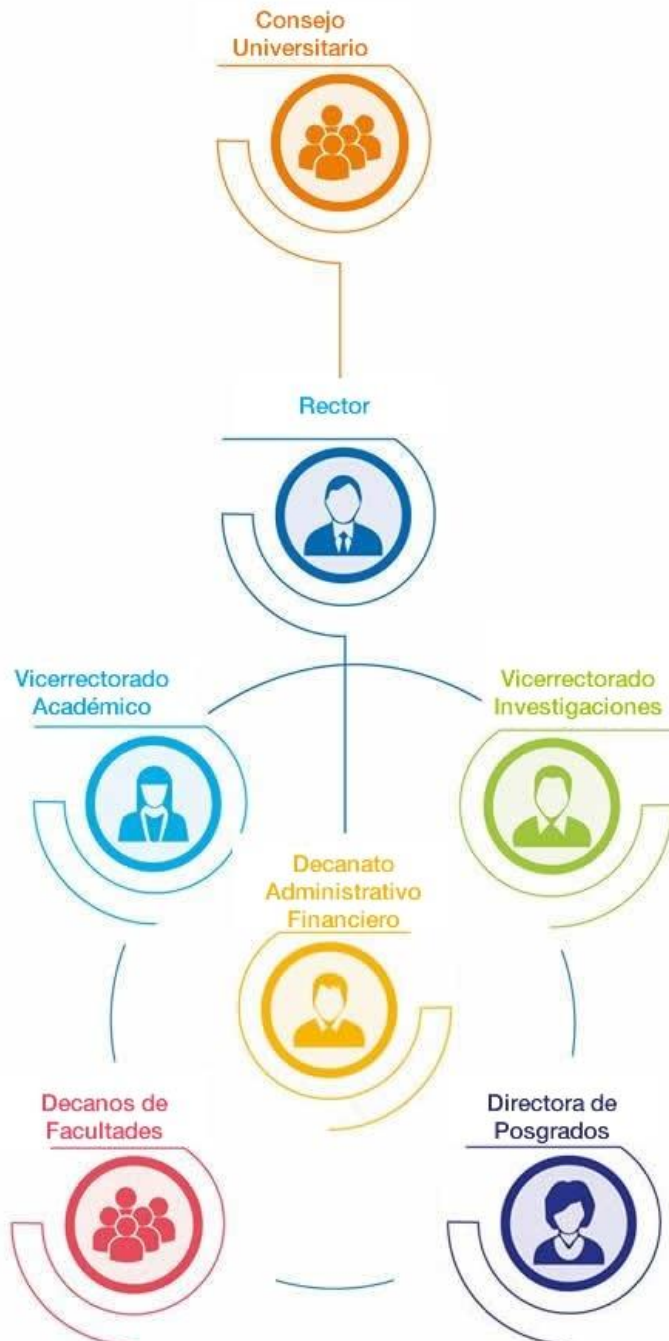 Consejo
Universitario
Rector
Vicerrectorado
Académico
Vicerrectorado
Investigaciones
Decanato
Administrativo
Financiero
Decanos de
Facultades
Directora de
Posgrados